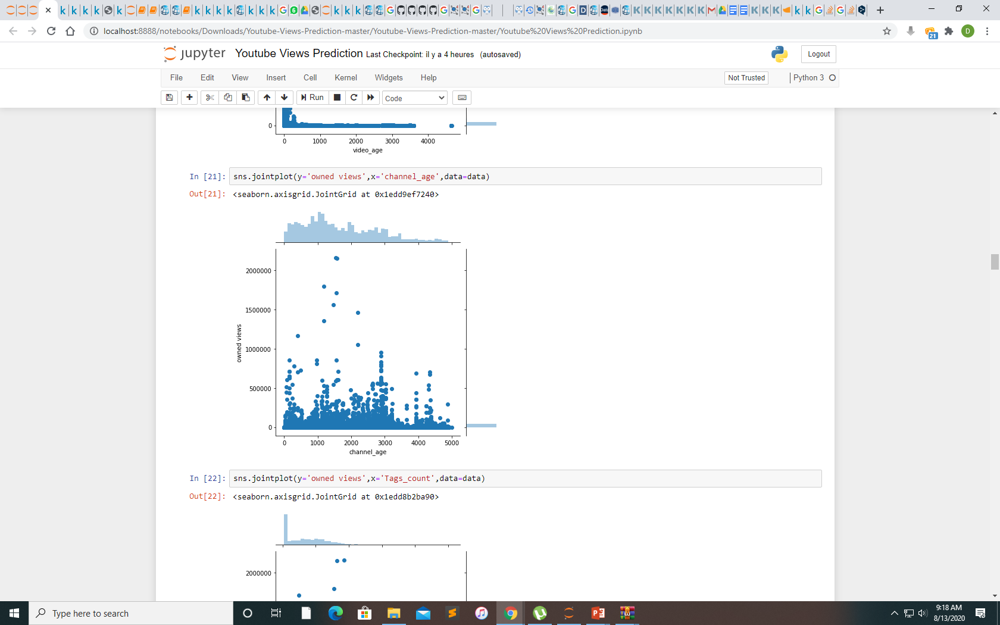 localhost:8888/notebooks/Downloads/Youtube-Views-Prediction-master/Youtube-Views-Prediction-master/Youtube%20Views%20Prediction.ipynb
21
D
jupyter Youtube Views Prediction Last Checkpoint: il y a 4 heures (autosaved)
Logout
File Edit View Insert Cell Kernel Widgets Help
Not Trusted
Python 3
Run
Code
0
0 1000 2000 3000 4000
video_age
In [21]: sns.jointplot(y='owned views',x='channel_age',data=data)
Out[21]: <seaborn.axisgrid.JointGrid at 0x1edd9ef7240>
2000000
1500000
1000000
500000
0
owned views
0 1000 2000 3000 4000 5000
channel_age
In [22]: sns.jointplot(y='owned views',x='Tags_count',data=data)
Out[22]: <seaborn.axisgrid.JointGrid at 0x1edd8b2ba90>
2000000
Type here to search
9:18 AM
8/13/2020